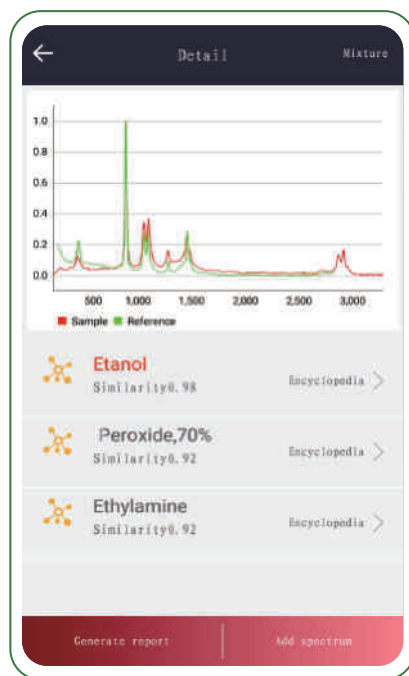 Detail
Mixture
1.0
0.8
0.6
0.4
0.2
0.0
500 1,000 1,500 2,000 2,500 3,000
Sample Reference
Etanol
Similarity0.98
Encyclopedia
Peroxide,70%
Similarity0.92
Encyclopedia
Ethylamine
Similarity0.92
Encyclopedia
Generate report
Add spectrum